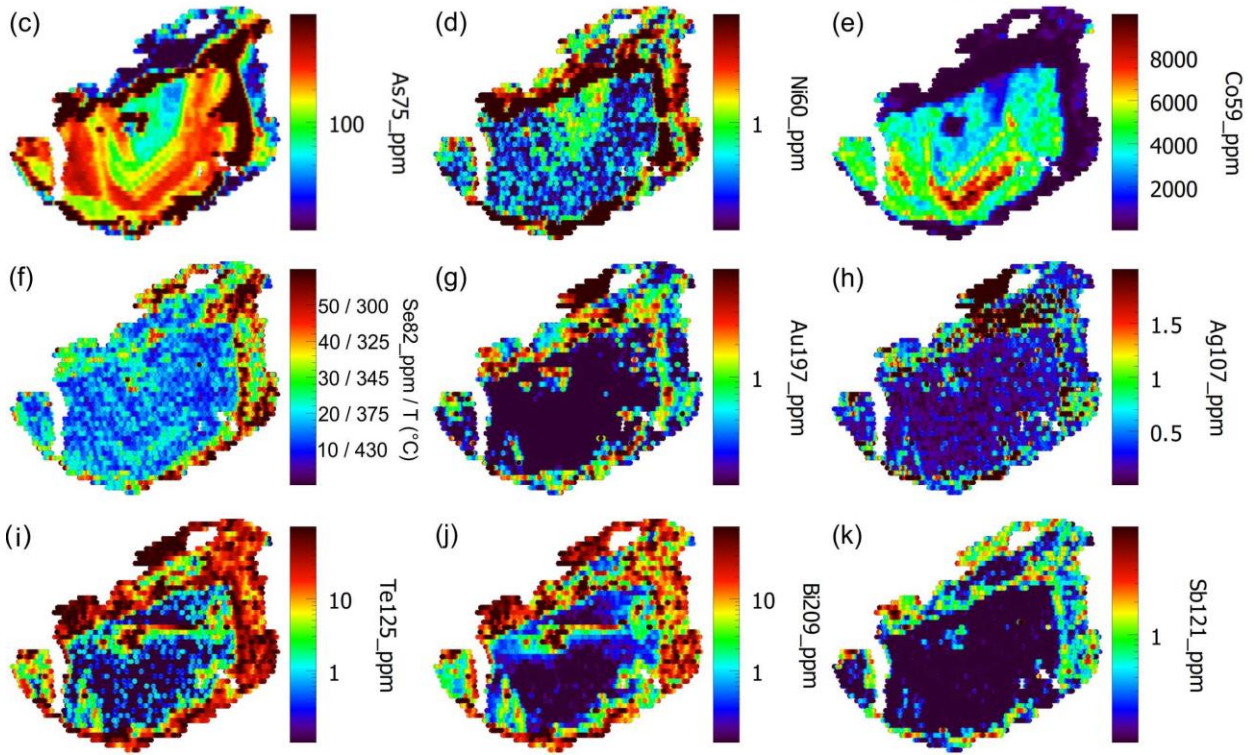 (c)
100
As75_ppm
(d)
1
Ni60_ppm
(e)
8000
6000
4000
2000
Co59_ppm
(f)
50 / 300
40 / 325
30 / 345
20 / 375
10 / 430
Se82_ppm / T (°C)
(g)
1
Au197_ppm
(h)
1.5
1
0.5
Ag107_ppm
(i)
10
1
Te125_ppm
(j)
10
1
Bi209_ppm
(k)
1
Sb121_ppm